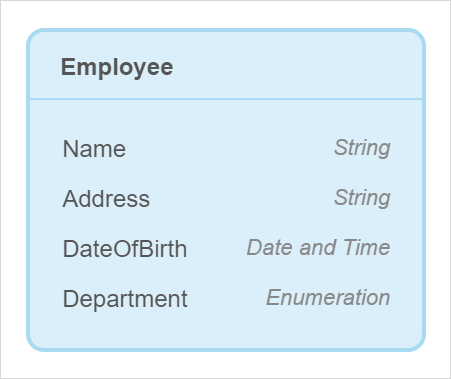 Employee
Name String
Address String
DateOfBirth Date and Time
Department Enumeration